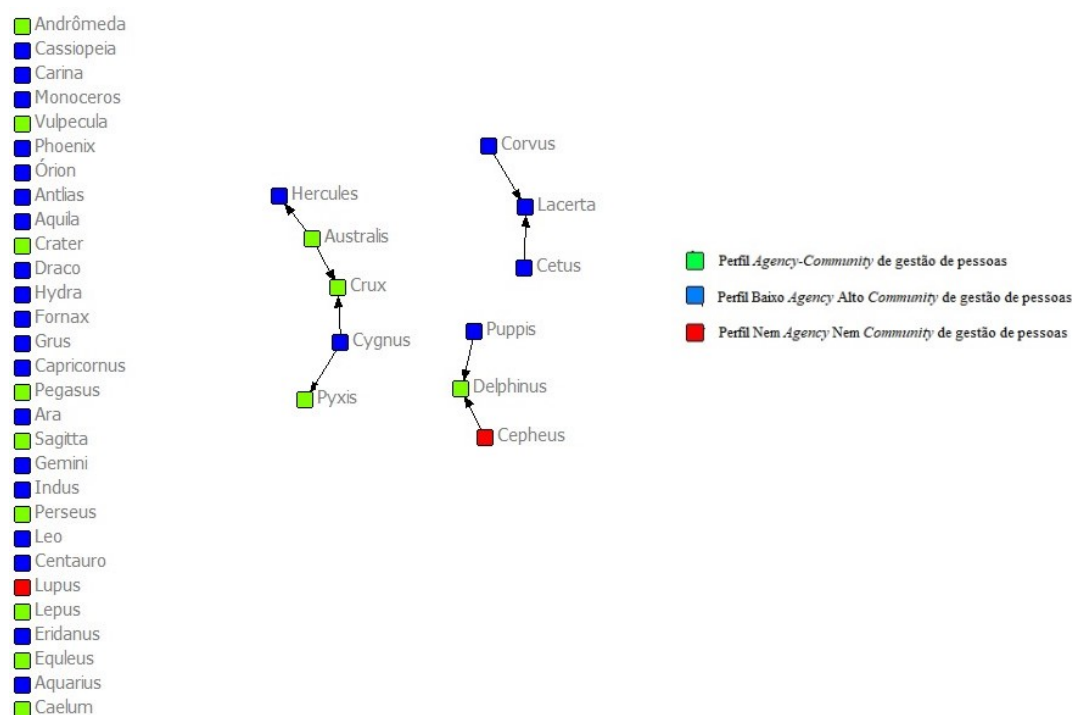 Andrômeda
Cassiopeia
Carina
Monoceros
Vulpecula
Phoenix
Órion
Antlias
Aquila
Crater
Draco
Hydra
Fornax
Grus
Capricornus
Pegasus
Ara
Sagitta
Gemini
Indus
Perseus
Leo
Centauro
Lupus
Lepus
Eridanus
Equleus
Aquarius
Caelum
Hercules
Australis
Crux
Cygnus
Pyxis
Corvus
Lacerta
Cetus
Puppis
Delphinus
Cepheus
Perfil Agency-Community de gestão de pessoas
Perfil Baixo Agency Alto Community de gestão de pessoas
Perfil Nem Agency Nem Community de gestão de pessoas